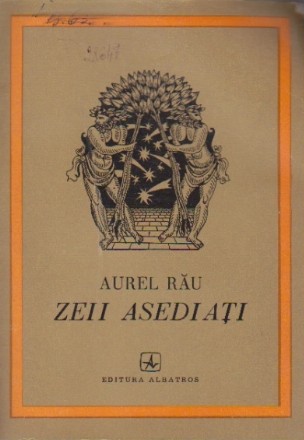 AUREL RĂU
ZEII ASEDIAȚI
EDITURA ALBATROS